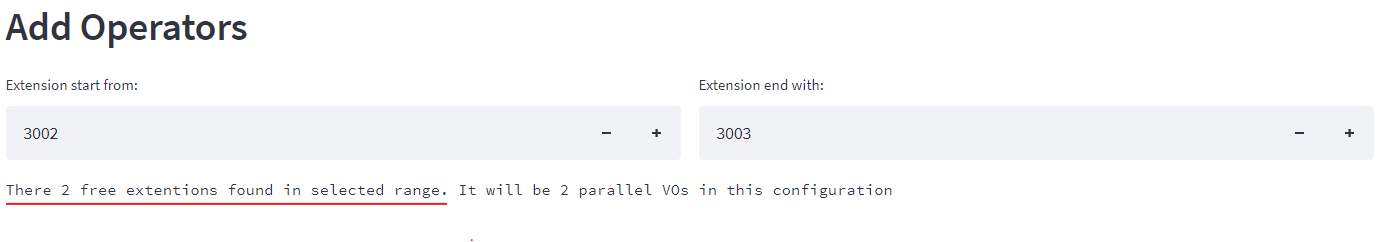 Add Operators
Extension start from:
Extension end with:
3002
3003
There 2 free extentions found in selected range. It will be 2 parallel VOs in this configuration